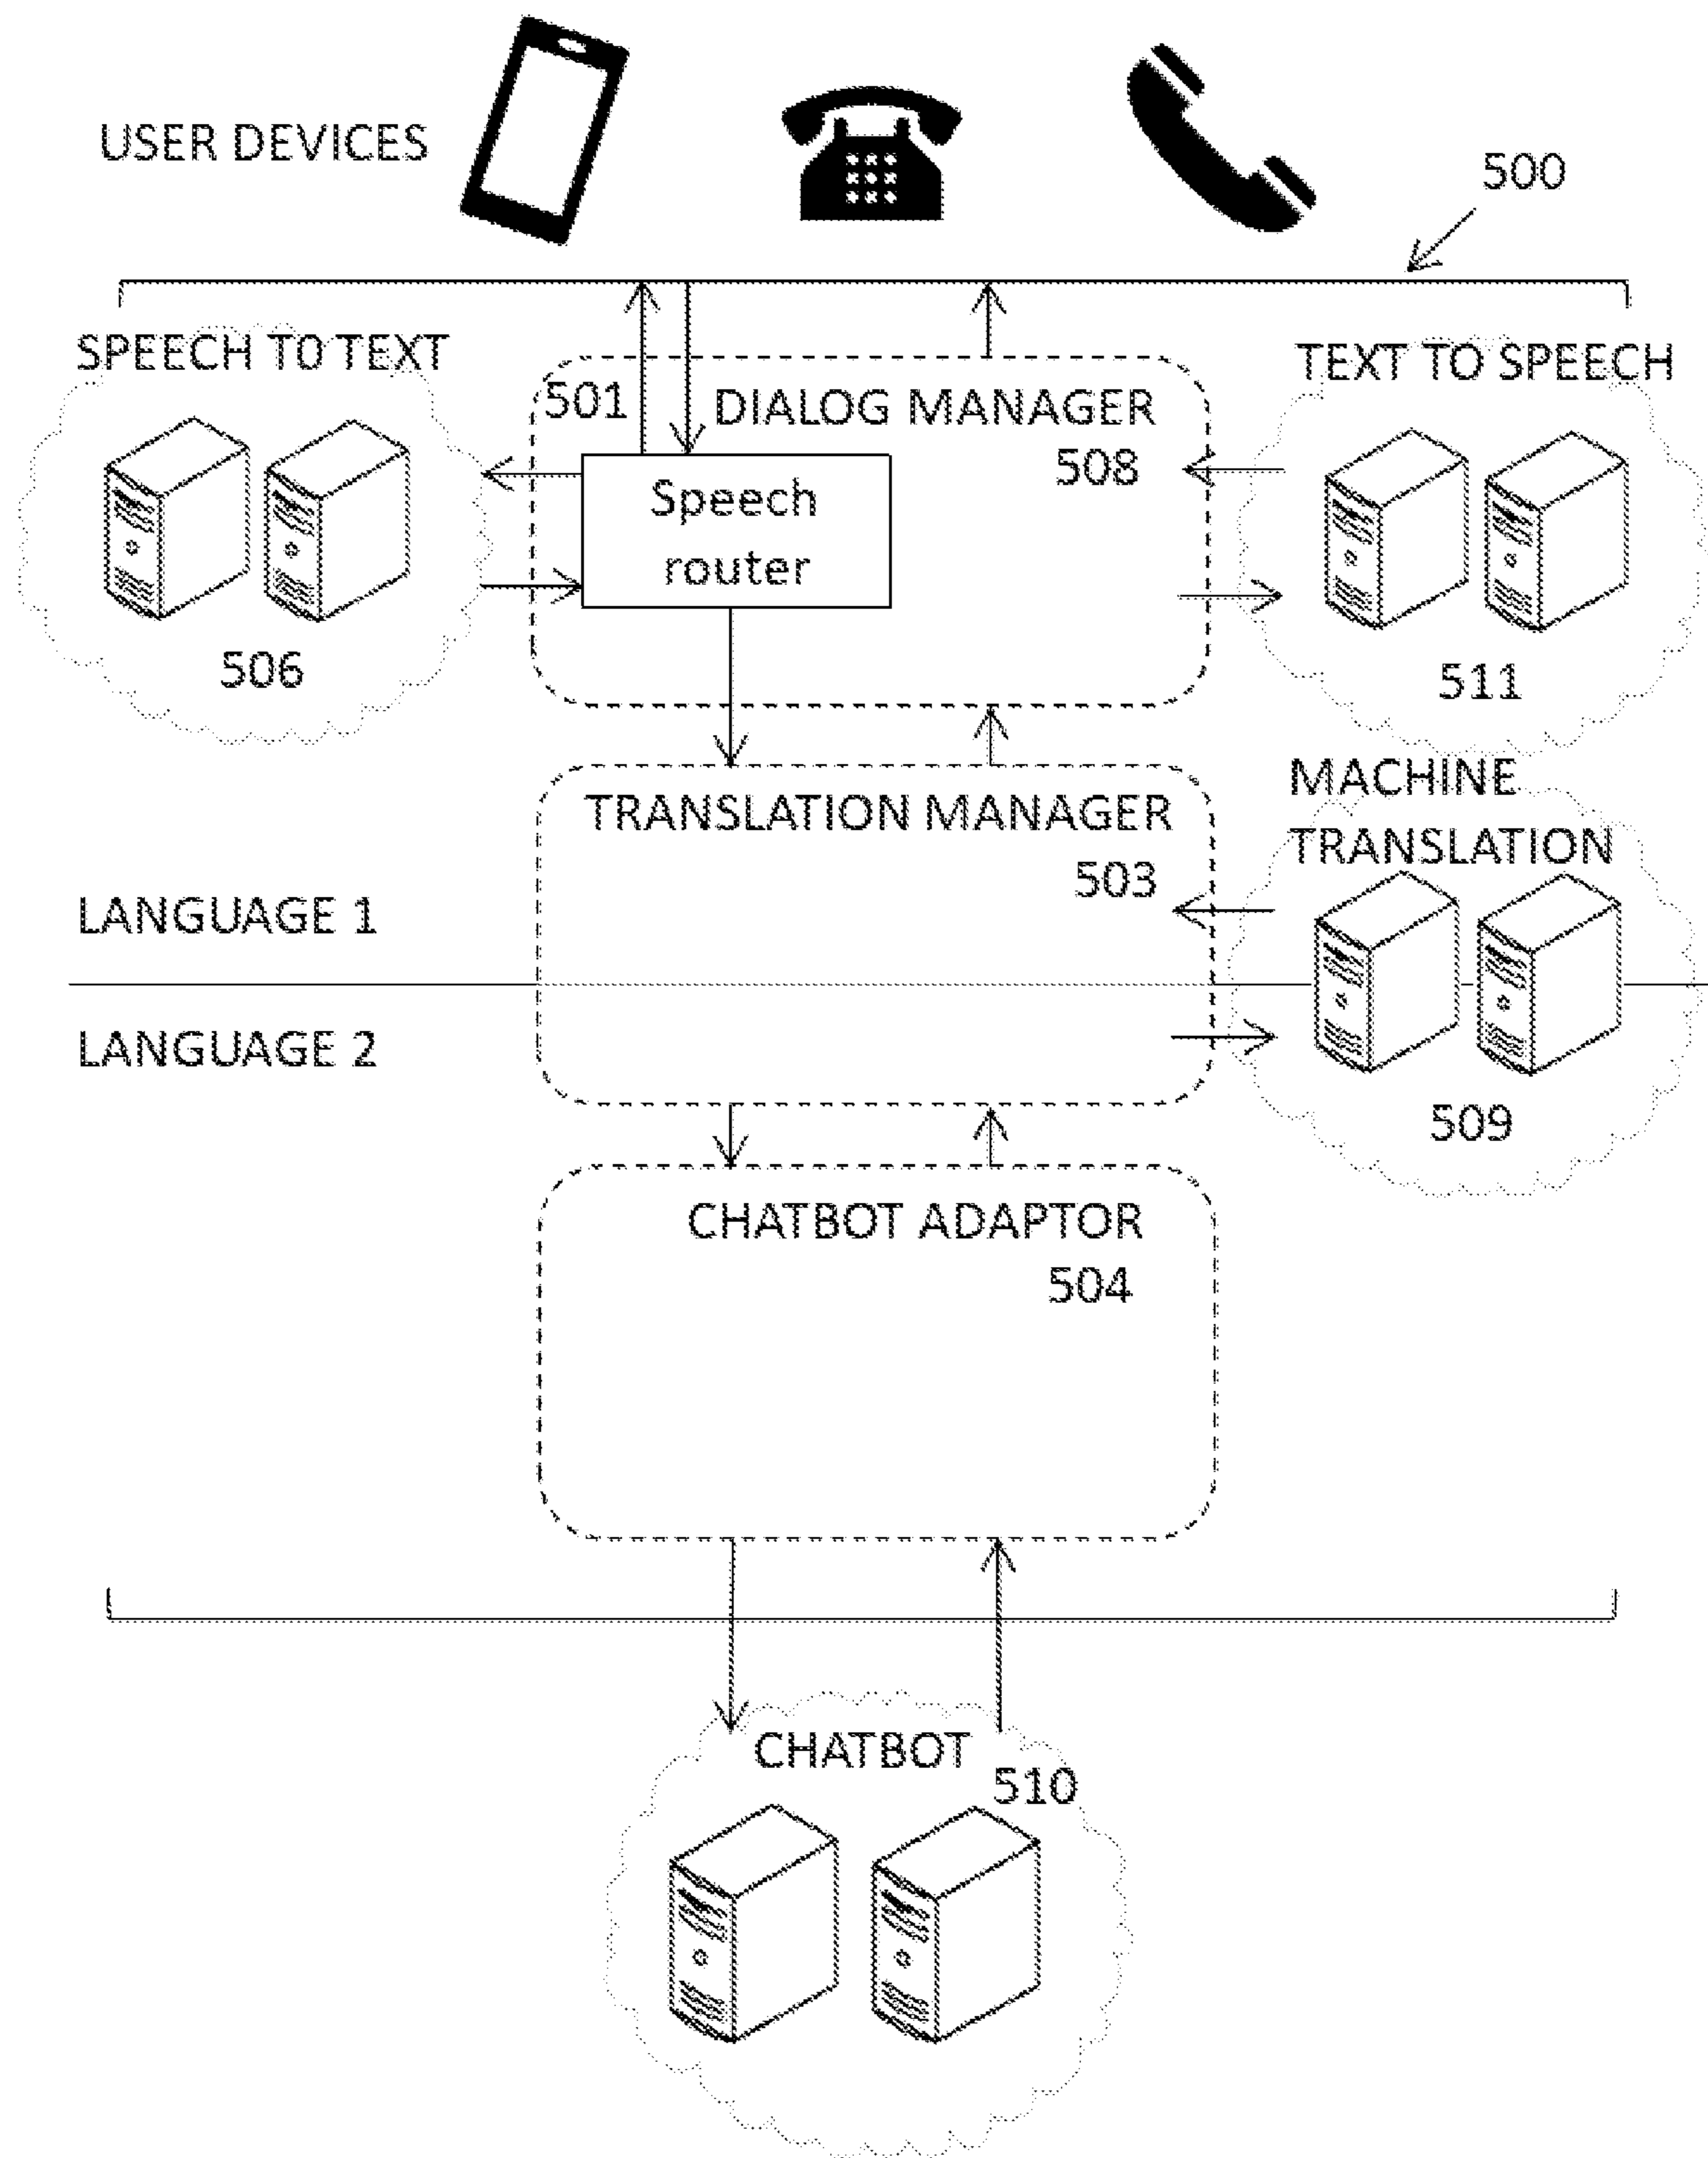 USER DEVICES
500
SPEECH TO TEXT
501
DIALOG MANAGER
508
TEXT TO SPEECH
Speech
router
506
511
TRANSLATION MANAGER
503
MACHINE
TRANSLATION
LANGUAGE 1
LANGUAGE 2
509
CHATBOT ADAPTOR
504
CHATBOT
510